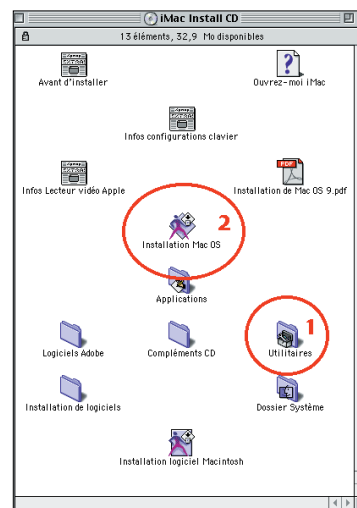 iMac Install CD
13 éléments, 32,9 Mo disponibles
Avant d'installer
Ouvrez-moi iMac
Infos configurations clavier
PDF
Infos Lecteur vidéo Apple
Installation de Mac OS 9.pdf
2
Installation Mac OS
Applications
1
Logiciels Adobe
Compléments CD
Utilitaires
Installation de logiciels
Dossier Système
Installation logiciel Macintosh